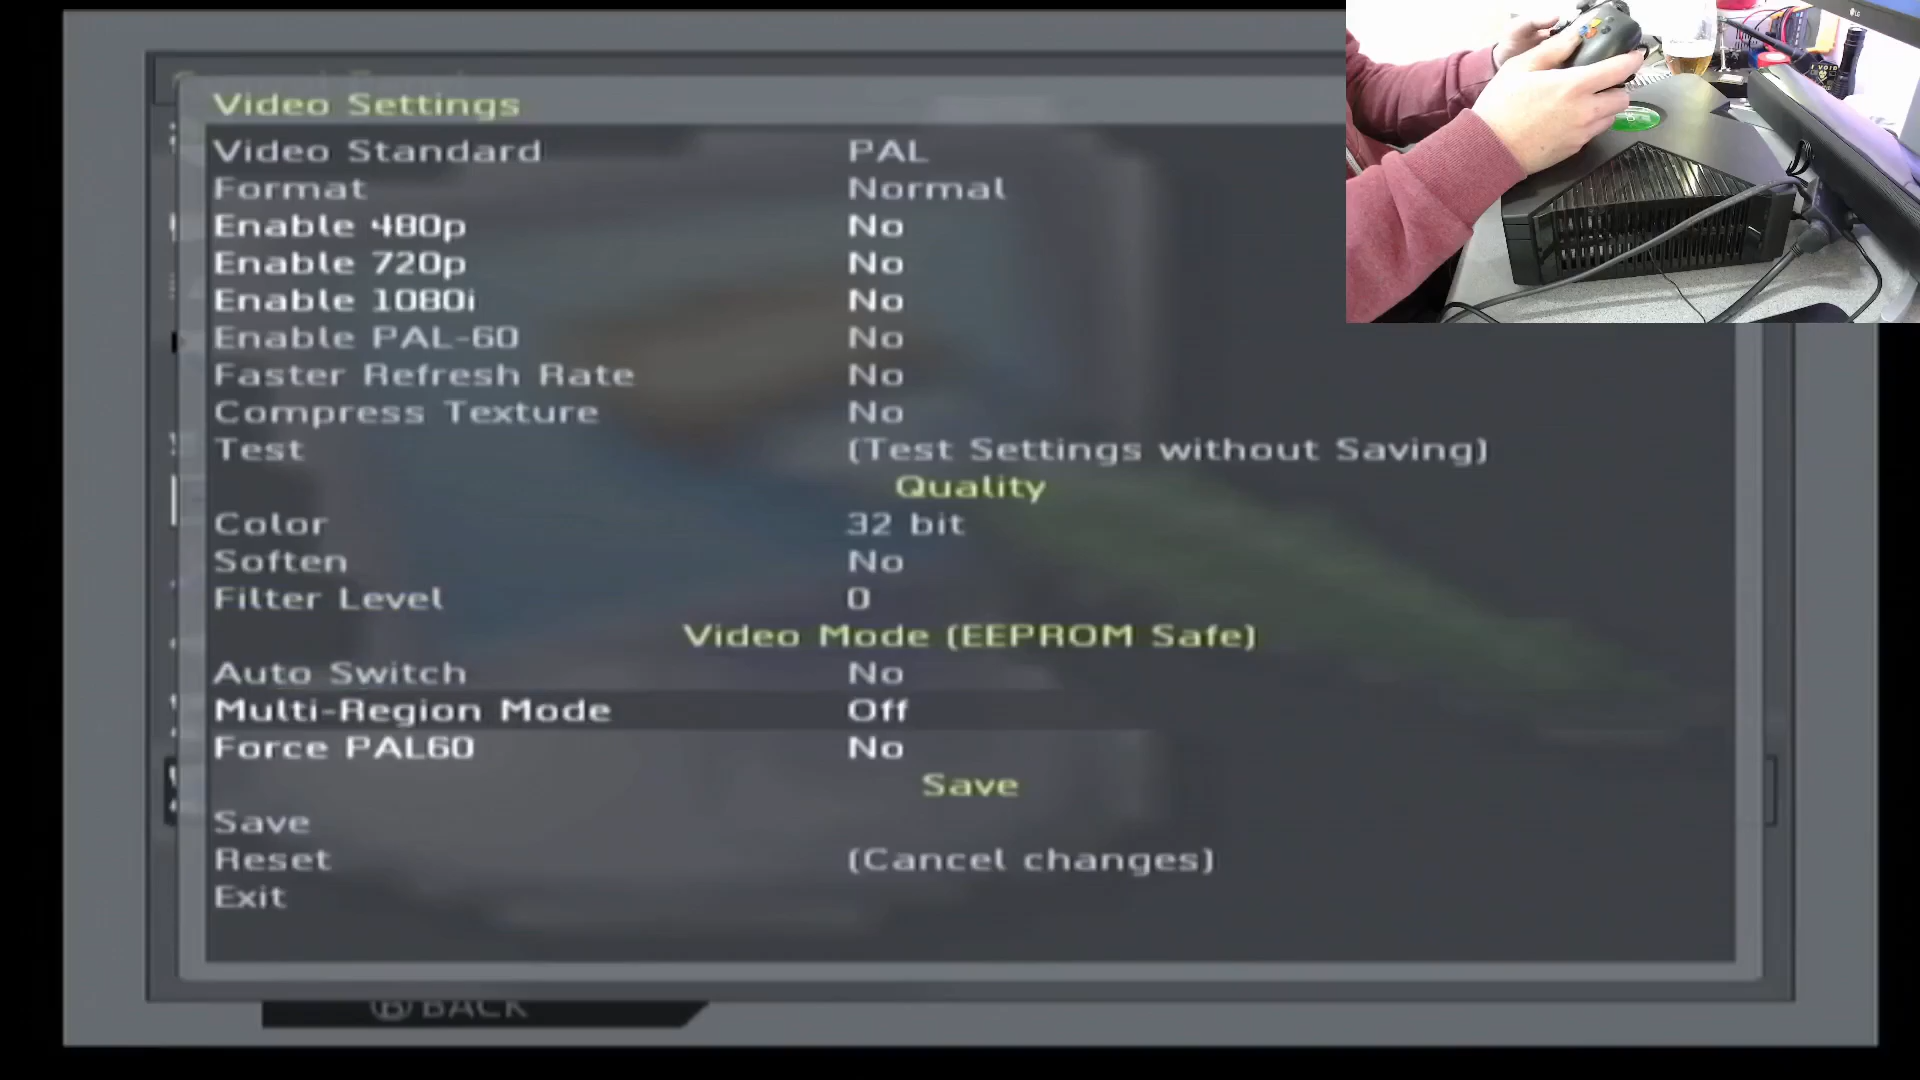 Video Settings
Video Standard PAL
Format Normal
Enable 480p No
Enable 720p No
Enable 1080i No
Enable PAL-60 No
Faster Refresh Rate No
Compress Texture No
Test (Test Settings without Saving)
Quality
Color 32 bit
Soften No
Filter Level 0
Video Mode (EEPROM Safe)
Auto Switch No
Multi-Region Mode Off
Force PAL60 No
Save
Save
Reset (Cancel changes)
Exit
B BACK
LG